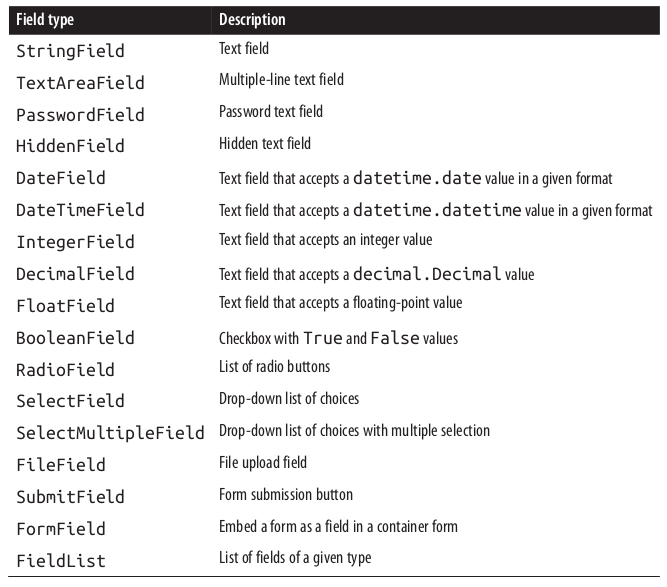 Field type Description
StringField Text field
TextAreaField Multiple-line text field
PasswordField Password text field
HiddenField Hidden text field
DateField Text field that accepts a datetime.date value in a given format
DateTimeField Text field that accepts a datetime.datetime value in a given format
IntegerField Text field that accepts an integer value
DecimalField Text field that accepts a decimal.Decimal value
FloatField Text field that accepts a floating-point value
BooleanField Checkbox with True and False values
RadioField List of radio buttons
SelectField Drop-down list of choices
SelectMultipleField Drop-down list of choices with multiple selection
FileField File upload field
SubmitField Form submission button
FormField Embed a form as a field in a container form
FieldList List of fields of a given type